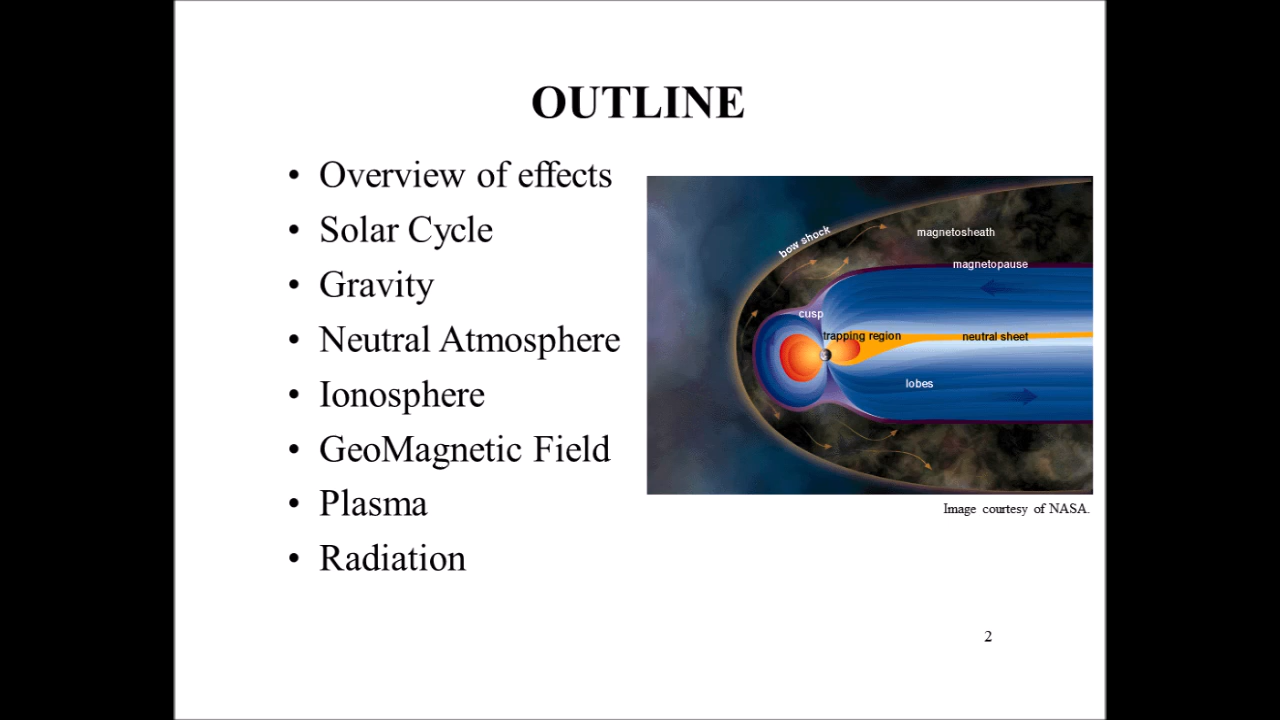 OUTLINE
• Overview of effects
• Solar Cycle
• Gravity
• Neutral Atmosphere
• Ionosphere
• GeoMagnetic Field
• Plasma
• Radiation
bow shock
magnetosheath
magnetopause
cusp
trapping region
neutral sheet
lobes
Image courtesy of NASA.
2